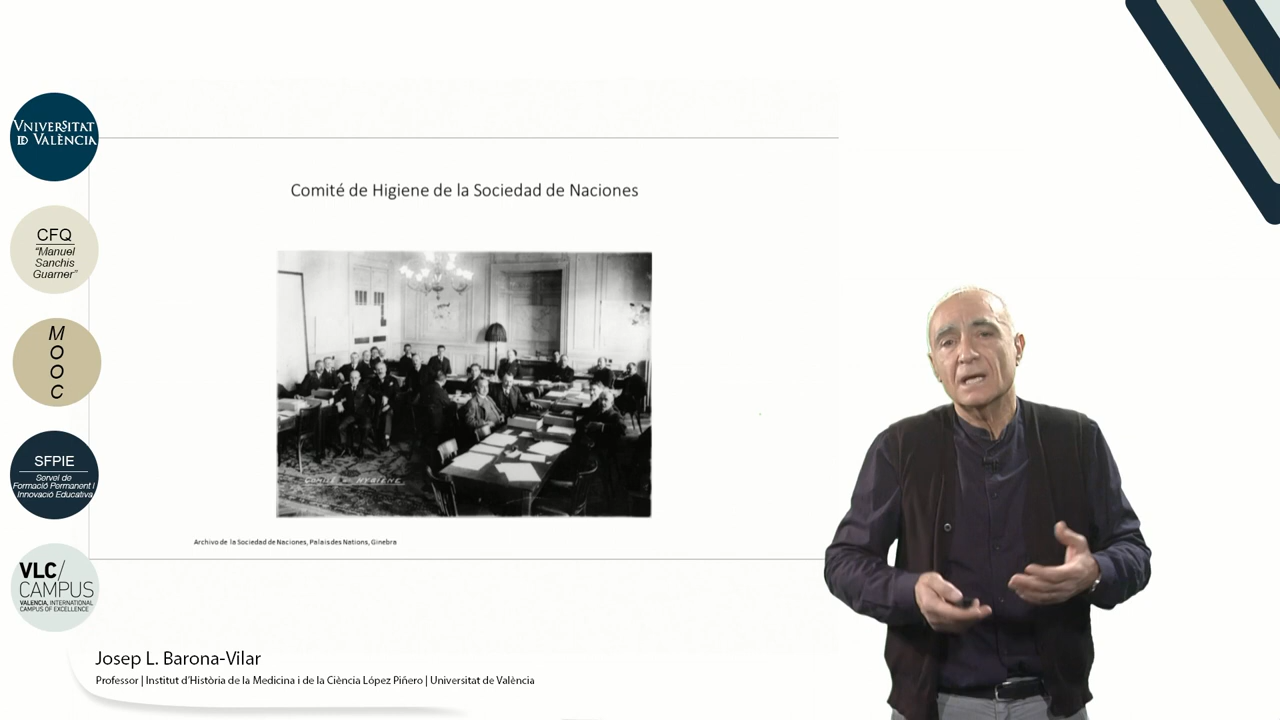 VNIVERSITAT
ID VALÈNCIA
CFQ
“Manuel
Sanchis
Guarner”
M
O
O
C
SFPIE
Servei de
Formació Permanent i
Innovació Educativa
VLC/
CAMPUS
VALENCIA, INTERNATIONAL
CAMPUS OF EXCELLENCE
Comité de Higiene de la Sociedad de Naciones
COMITÉ D'HYGIENE.
Archivo de la Sociedad de Naciones, Palais des Nations, Ginebra
Josep L. Barona-Vilar
Professor | Institut d’Història de la Medicina i de la Ciència López Piñero | Universitat de València